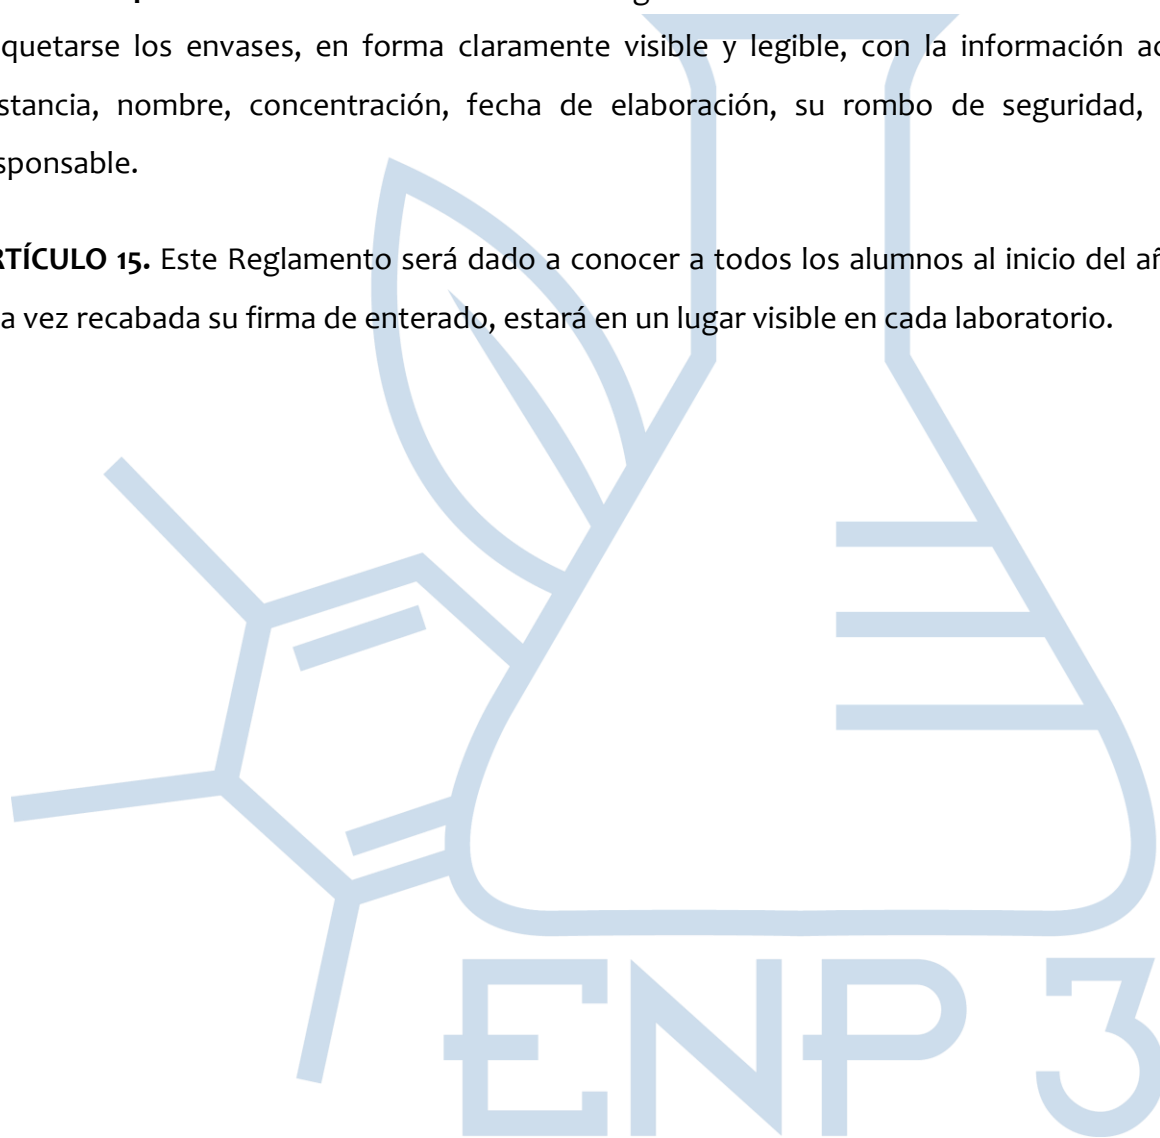 quetarse los envases, en forma claramente visible y legible, con la información
stancia, nombre, concentración, fecha de elaboración, su rombo de seguridad,
sponsable.
RTÍCULO 15. Este Reglamento será dado a conocer a todos los alumnos al inicio del
a vez recabada su firma de enterado, estará en un lugar visible en cada laboratorio.
ENP 3